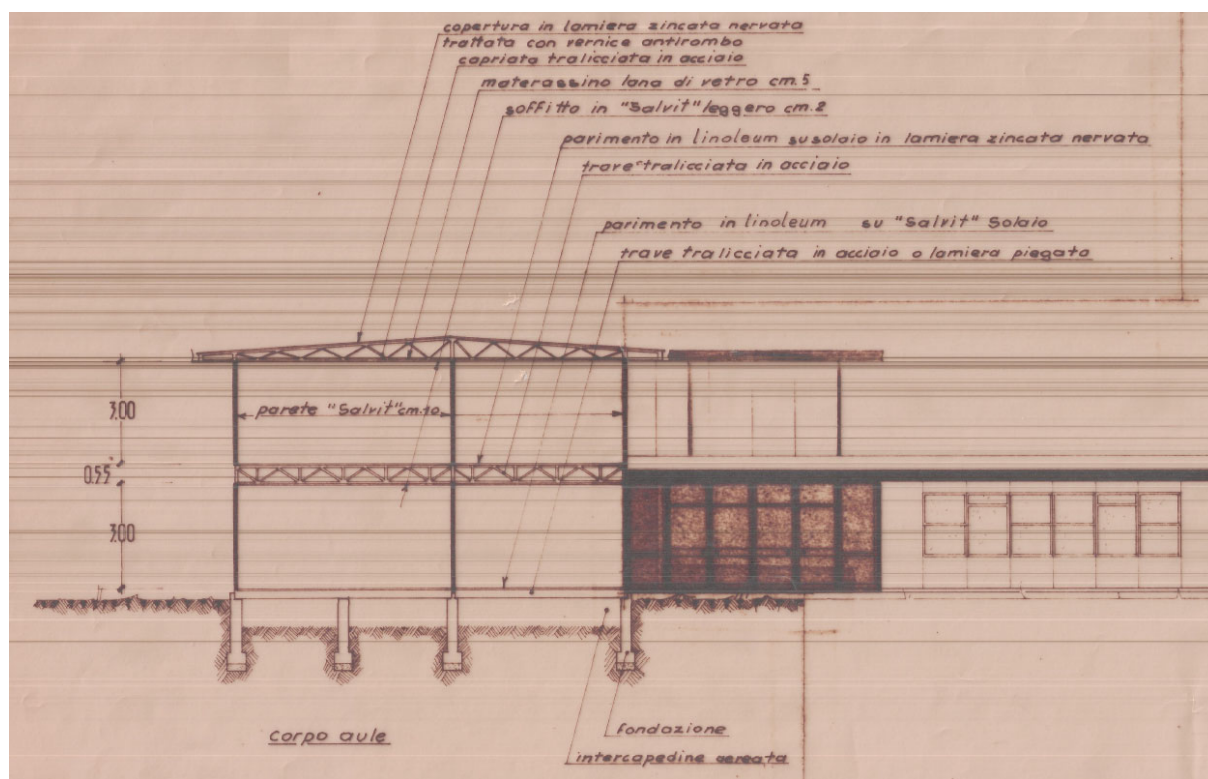 copertura in lamiera zincata nervata
trattata con vernice antirombo
capriata tralicciata in acciaio
materassino lana di vetro cm. 5
soffitto in "Salvit" leggero cm. 2
pavimento in linoleum su solaio in lamiera zincata nervata
trave tralicciata in acciaio
parimento in linoleum su "Salvit" Solaio
trave tralicciata in acciaio o lamiera piegata
3.00
parete "Salvit" cm. 10
0.55
3.00
corpo aule
fondazione
intercapedine aereata